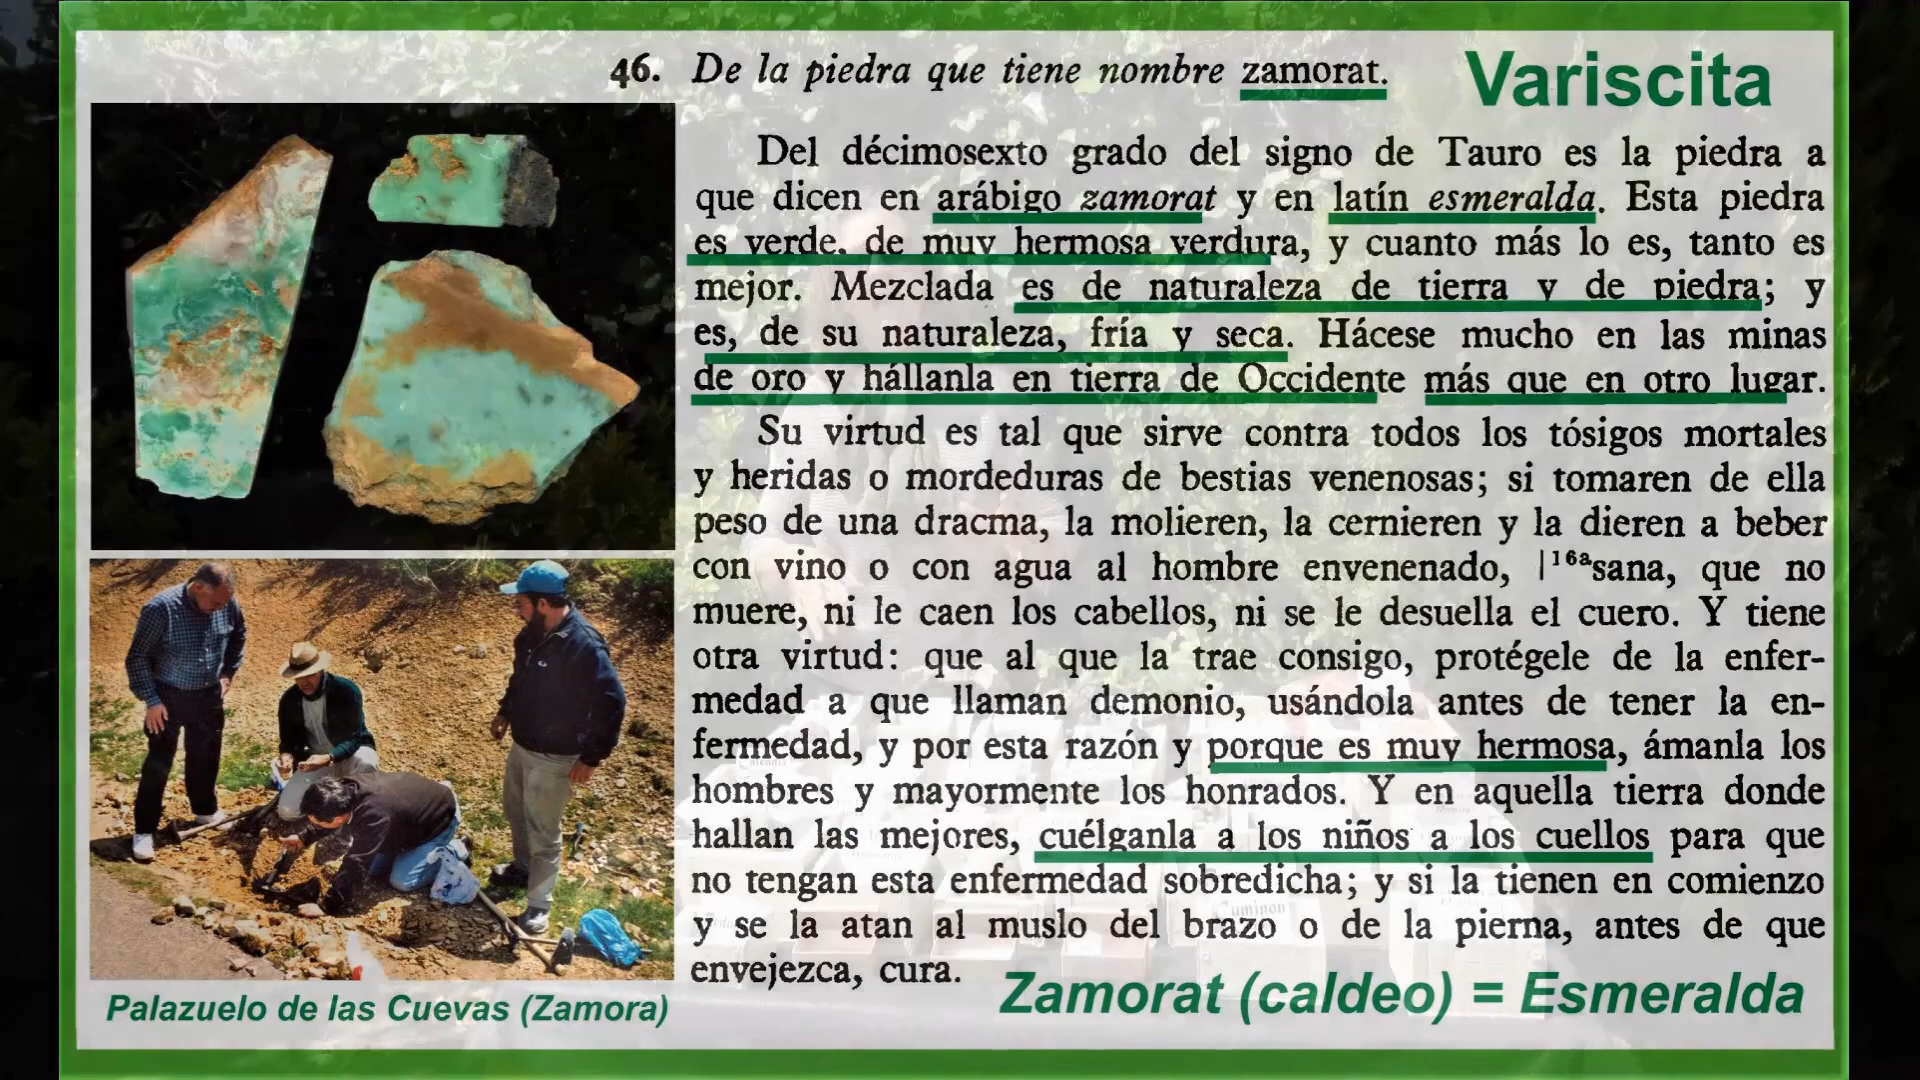 46. De la piedra que tiene nombre zamorat.
Variscita
Del décimosexto grado del signo de Tauro es la piedra a
que dicen en arábigo zamorat y en latín esmeralda. Esta piedra
es verde, de muy hermosa verdura, y cuanto más lo es, tanto es
mejor. Mezclada es de naturaleza de tierra y de piedra; y
es, de su naturaleza, fría y seca. Hácese mucho en las minas
de oro y hállanla en tierra de Occidente más que en otro lugar.
Su virtud es tal que sirve contra todos los tósigos mortales
y heridas o mordeduras de bestias venenosas; si tomaren de ella
peso de una dracma, la molieren, la cernieren y la dieren a beber
con vino o con agua al hombre envenenado, |16a sana, que no
muere, ni le caen los cabellos, ni se le desuella el cuero. Y tiene
otra virtud: que al que la trae consigo, protégele de la enfer-
medad a que llaman demonio, usándola antes de tener la en-
fermedad, y por esta razón y porque es muy hermosa, ámanla los
hombres y mayormente los honrados. Y en aquella tierra donde
hallan las mejores, cuélganla a los niños a los cuellos para que
no tengan esta enfermedad sobredicha; y si la tienen en comienzo
y se la atan al muslo del brazo o de la pierna, antes de que
envejezca, cura.
Zamorat (caldeo) = Esmeralda
Palazuelo de las Cuevas (Zamora)